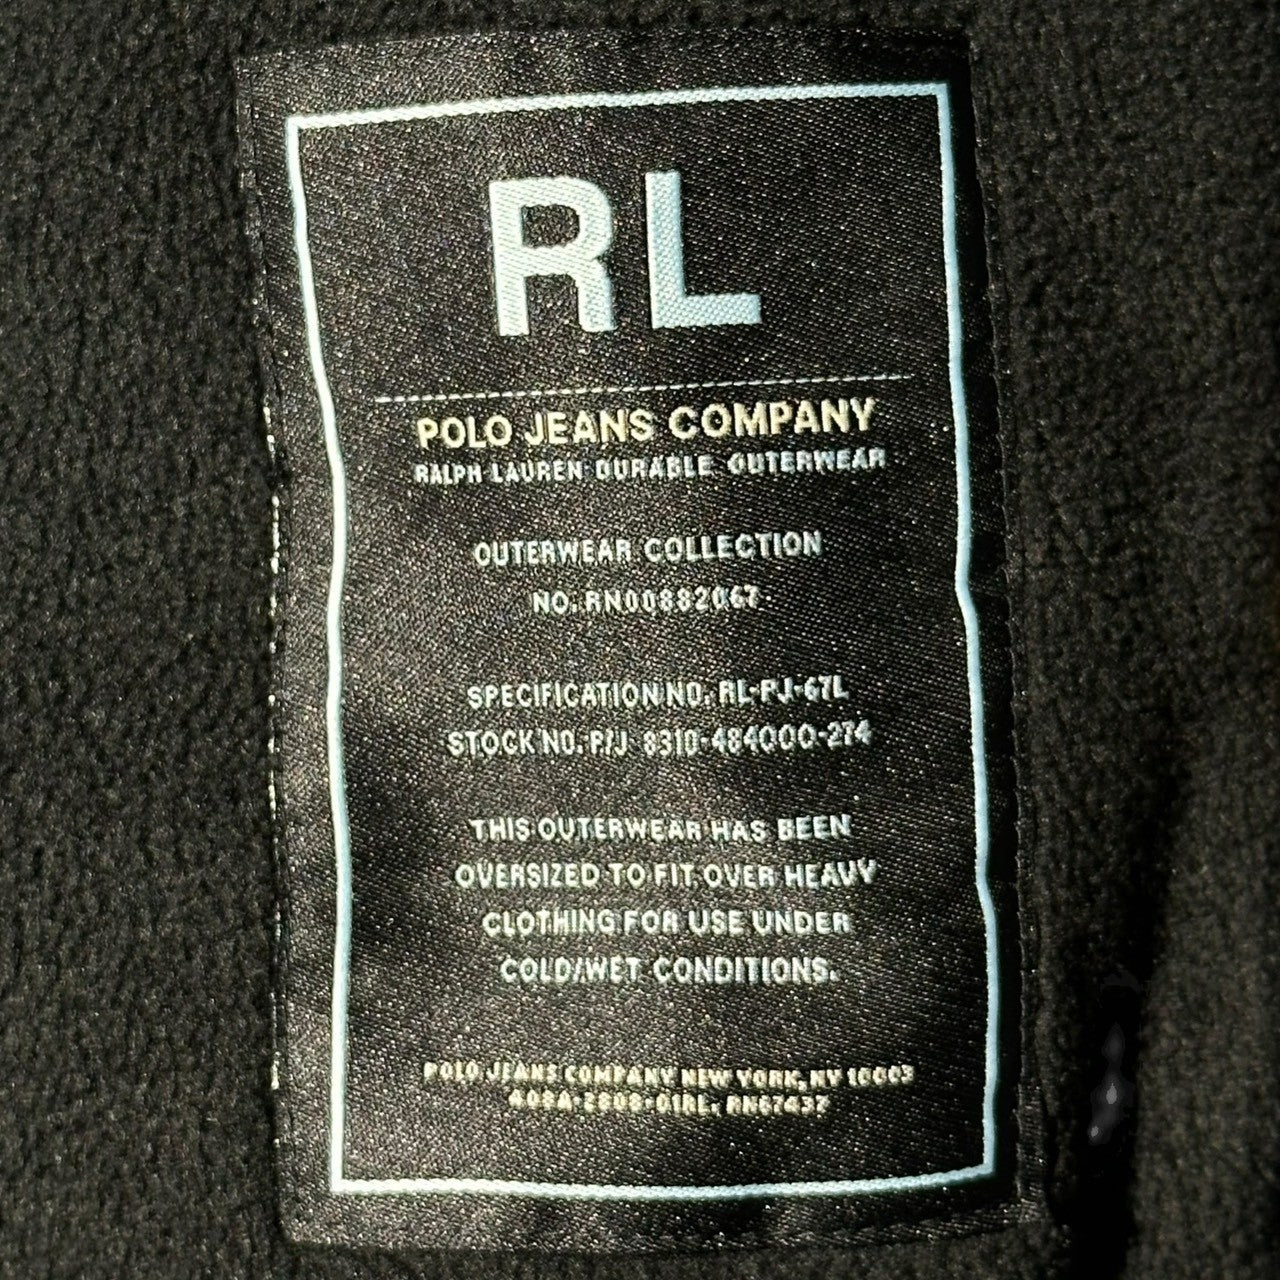 RL
POLO JEANS COMPANY
RALPH LAUREN DURABLE OUTERWEAR
OUTERWEAR COLLECTION
NO. RN00882067
SPECIFICATION NO. RL-PJ-67L
STOCK NO. P/J 8310-484000-274
THIS OUTERWEAR HAS BEEN
OVERSIZED TO FIT OVER HEAVY
CLOTHING FOR USE UNDER
COLD/WET CONDITIONS.
POLO JEANS COMPANY NEW YORK, NY
RN67437